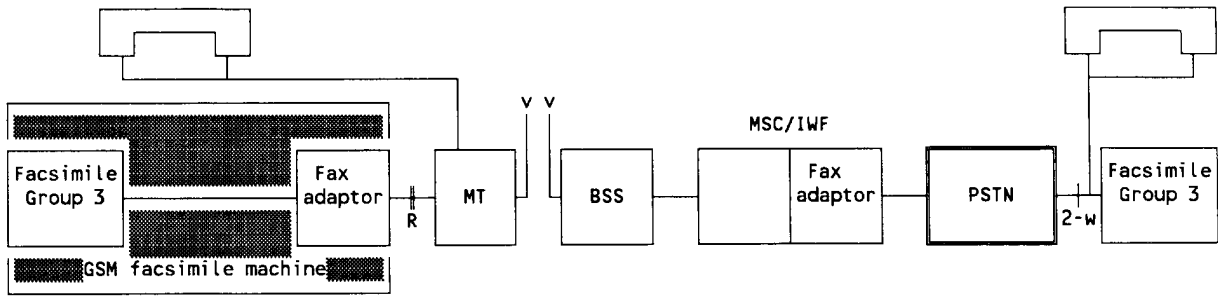 v v
MSC/IWF
Facsimile
Group 3
Fax
adaptor
R
MT
BSS
Fax
adaptor
PSTN
2-w
Facsimile
Group 3
GSM facsimile machine